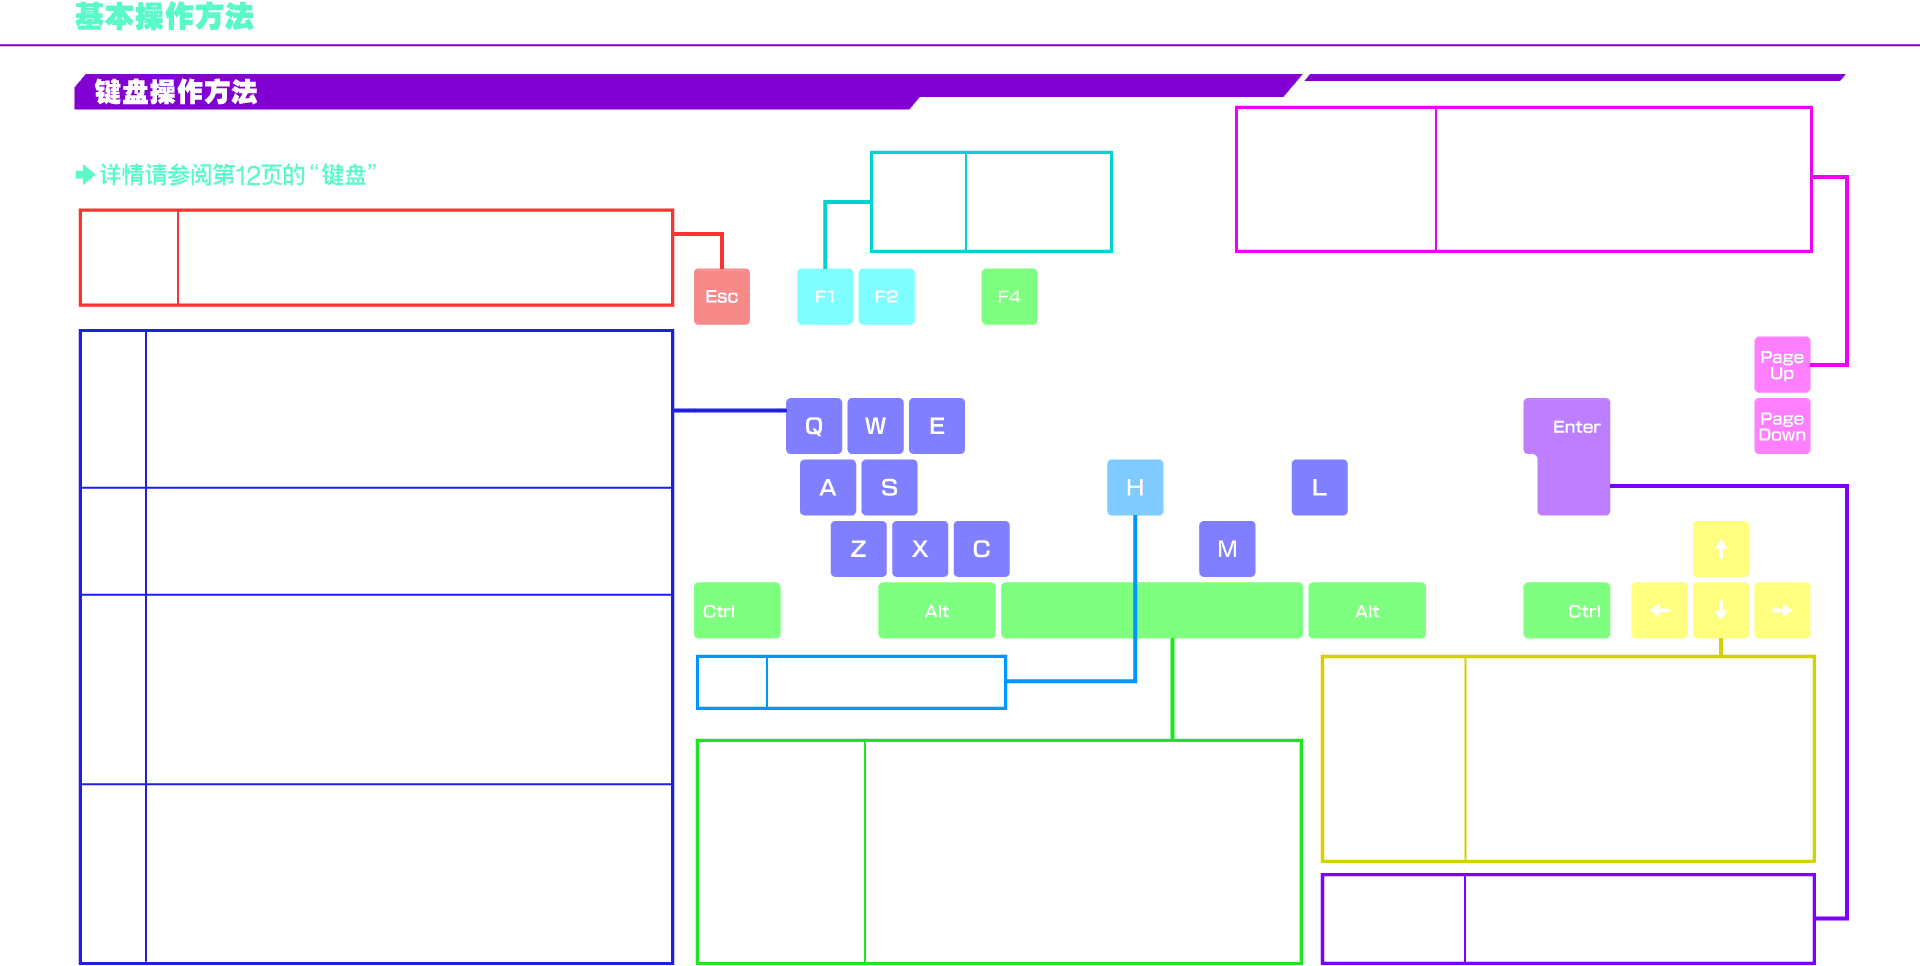 基本操作方法
键盘操作方法
详情请参阅第12页的“键盘”
Esc F1 F2 F4
Page Up
Q W E Enter
Page Down
A S H L
Z X C M ↑
Ctrl Alt Alt Ctrl ← ↓ →